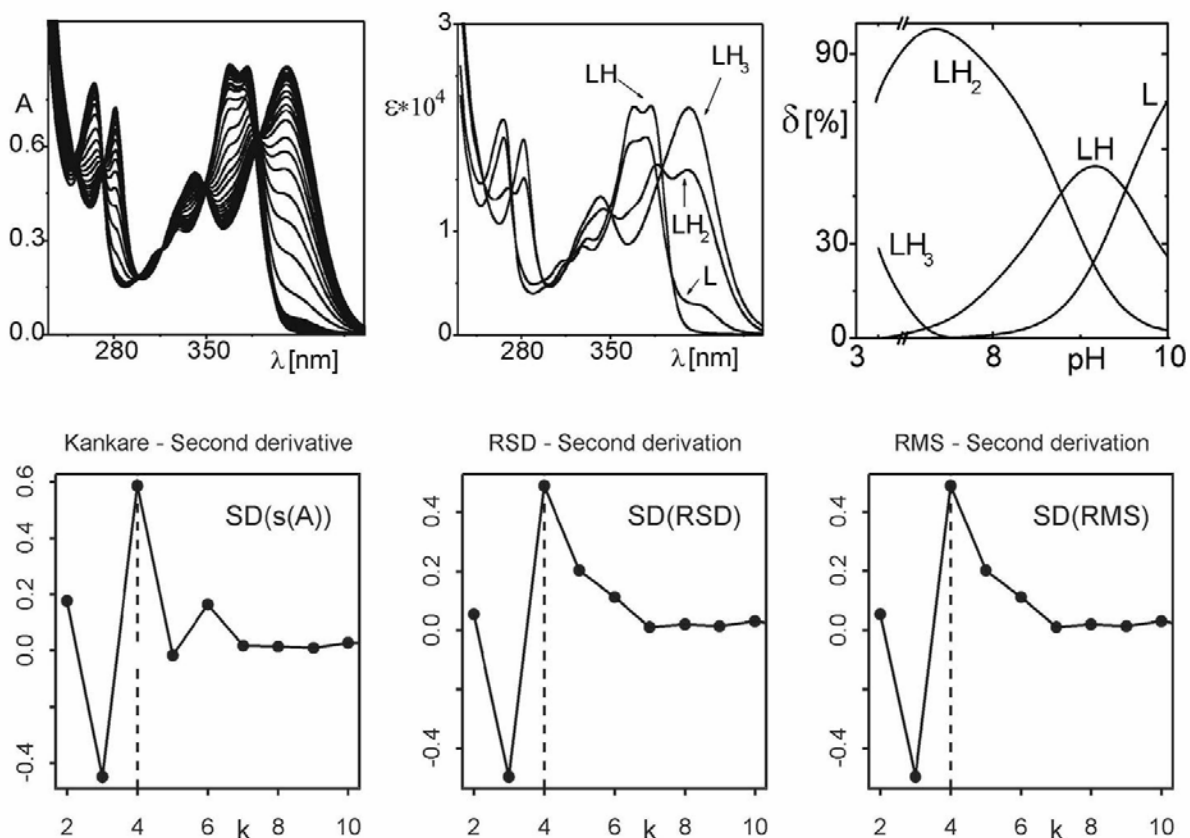 A
0.6
0.3
0.0
280
350
λ[nm]
3
ε*10⁴
1
0
280
350
λ[nm]
LH
LH₃
LH₂
L
90
δ[%]
30
0
LH₂
L
LH
LH₃
3
8
pH
10
Kankare - Second derivative
0.6
0.4
0.2
0.0
-0.4
SD(s(A))
2
4
6
k
8
10
RSD - Second derivation
0.4
0.2
0.0
-0.4
SD(RSD)
2
4
6
k
8
10
RMS - Second derivation
0.4
0.2
0.0
-0.4
SD(RMS)
2
4
6
k
8
10